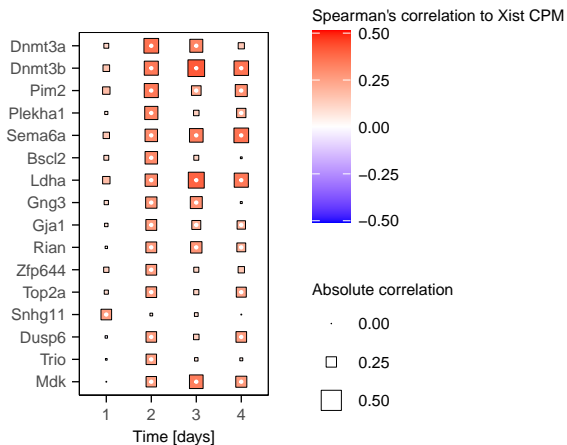 Spearman's correlation to Xist CPM
0.50
0.25
0.00
−0.25
−0.50
Dnmt3a
Dnmt3b
Pim2
Plekha1
Sema6a
Bscl2
Ldha
Gng3
Gja1
Rian
Zfp644
Top2a
Snhg11
Dusp6
Trio
Mdk
1 2 3 4
Time [days]
Absolute correlation
0.00
0.25
0.50